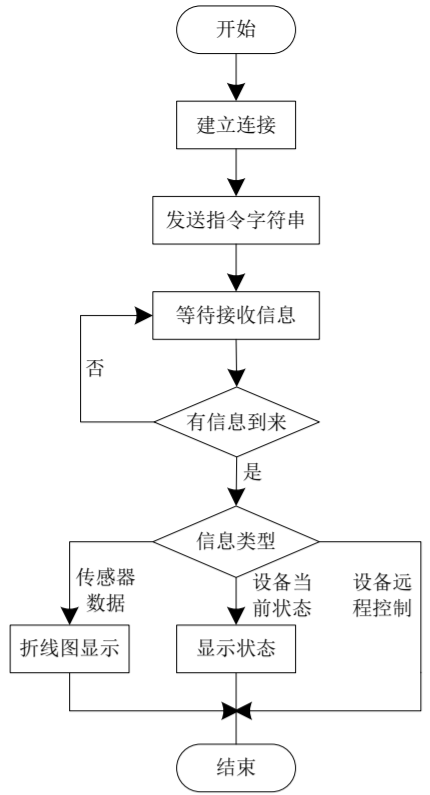 开始
建立连接
发送指令字符串
等待接收信息
否
有信息到来
是
信息类型
传感器
数据
设备当
前状态
设备远
程控制
折线图显示
显示状态
结束